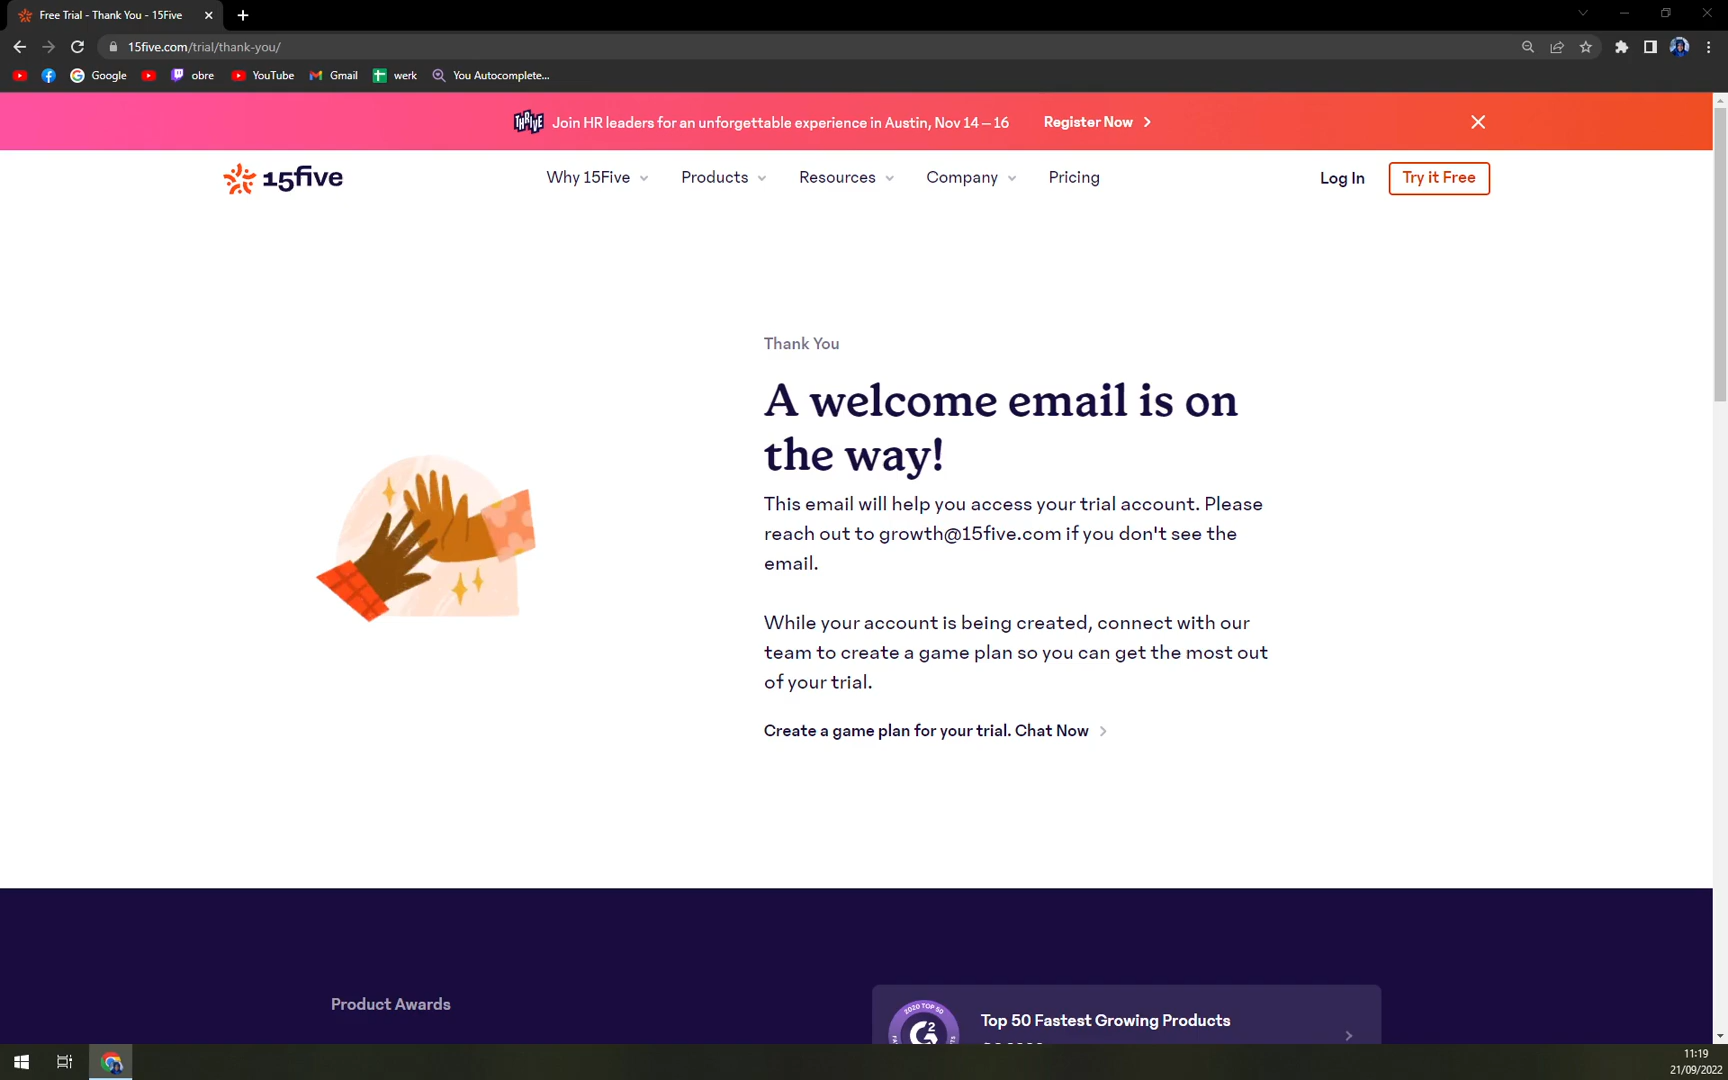 Free Trial - Thank You - 15Five
15five.com/trial/thank-you/
Google
obre
YouTube
Gmail
werk
You Autocomplete...
THRIVE
Join HR leaders for an unforgettable experience in Austin, Nov 14 – 16
Register Now
15five
Why 15Five
Products
Resources
Company
Pricing
Log In
Try it Free
Thank You
A welcome email is on
the way!
This email will help you access your trial account. Please
reach out to growth@15five.com if you don't see the
email.
While your account is being created, connect with our
team to create a game plan so you can get the most out
of your trial.
Create a game plan for your trial. Chat Now
Product Awards
2020 TOP 50
G2
Top 50 Fastest Growing Products
11:19
21/09/2022